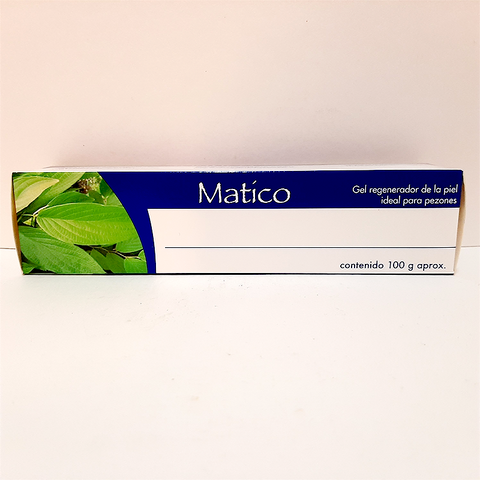 Matico
Gel regenerador de la piel
ideal para pezones
contenido 100 g aprox.